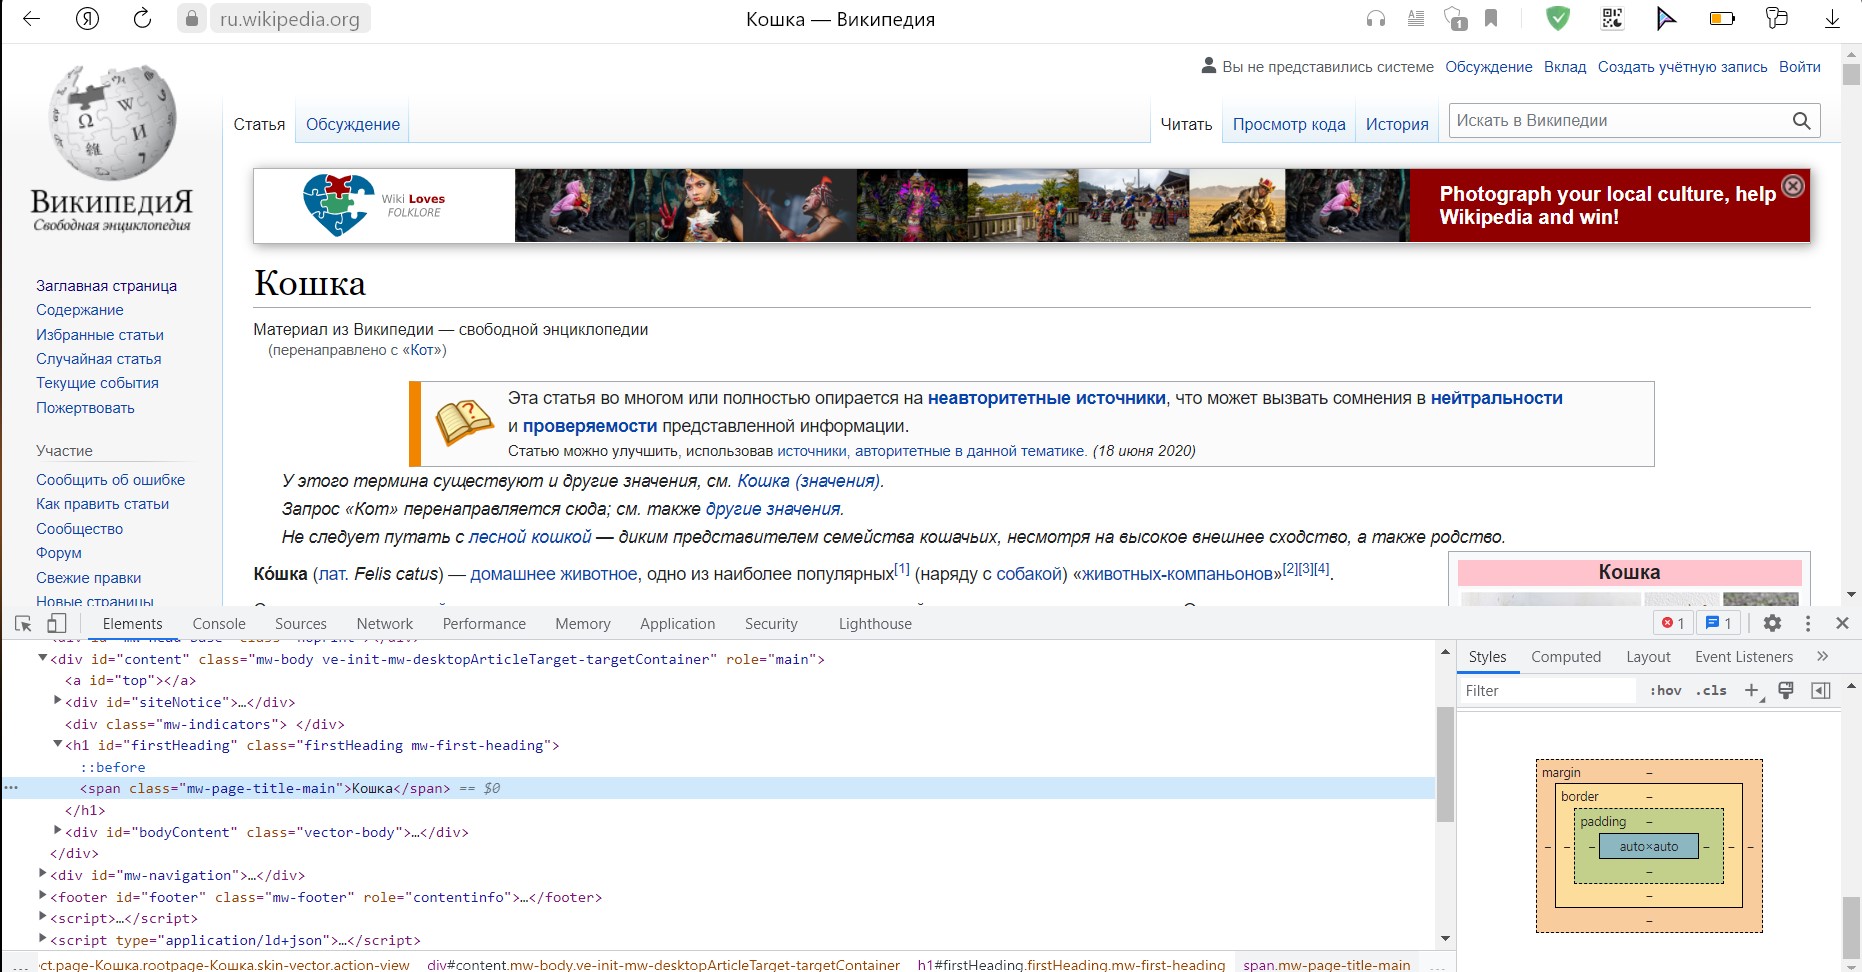 Я
ru.wikipedia.org
Кошка — Википедия
1
Вы не представились системе Обсуждение Вклад Создать учётную запись Войти
ВикипедиЯ
Свободная энциклопедия
Статья Обсуждение Читать Просмотр кода История Искать в Википедии
Wiki Loves
FOLKLORE
Photograph your local culture, help
Wikipedia and win!
Заглавная страница
Содержание
Избранные статьи
Случайная статья
Текущие события
Пожертвовать
Участие
Сообщить об ошибке
Как править статьи
Сообщество
Форум
Свежие правки
Новые страницы
Кошка
Материал из Википедии — свободной энциклопедии
(перенаправлено с «Кот»)
Эта статья во многом или полностью опирается на неавторитетные источники, что может вызвать сомнения в нейтральности
и проверяемости представленной информации.
Статью можно улучшить, использовав источники, авторитетные в данной тематике. (18 июня 2020)
У этого термина существуют и другие значения, см. Кошка (значения).
Запрос «Кот» перенаправляется сюда; см. также другие значения.
Не следует путать с лесной кошкой — диким представителем семейства кошачьих, несмотря на высокое внешнее сходство, а также родство.
Ко́шка (лат. Felis catus) — домашнее животное, одно из наиболее популярных[1] (наряду с собакой) «животных-компаньонов»[2][3][4].
Кошка
Elements Console Sources Network Performance Memory Application Security Lighthouse 1 1
<div id="content" class="mw-body ve-init-mw-desktopArticleTarget-targetContainer" role="main">
<a id="top"></a>
<div id="siteNotice">…</div>
<div class="mw-indicators"> </div>
<h1 id="firstHeading" class="firstHeading mw-first-heading">
::before
<span class="mw-page-title-main">Кошка</span> == $0
</h1>
<div id="bodyContent" class="vector-body">…</div>
</div>
<div id="mw-navigation">…</div>
<footer id="footer" class="mw-footer" role="contentinfo">…</footer>
<script>…</script>
<script type="application/ld+json">…</script>
... ect.page-Кошка.rootpage-Кошка.skin-vector.action-view div#content.mw-body.ve-init-mw-desktopArticleTarget-targetContainer h1#firstHeading.firstHeading.mw-first-heading span.mw-page-title-main ...
Styles Computed Layout Event Listeners »
Filter :hov .cls +
margin –
border –
padding –
– – – auto×auto – – –
–
–
–